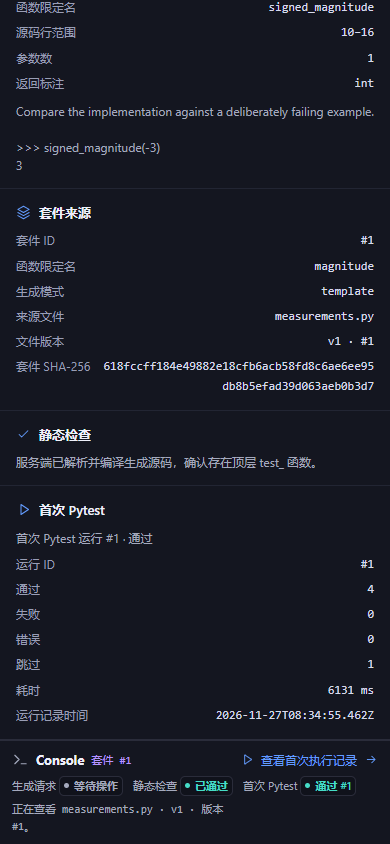 函数限定名 signed_magnitude
源码行范围 10–16
参数数 1
返回标注 int
Compare the implementation against a deliberately failing example.
>>> signed_magnitude(-3)
3
套件来源
套件 ID #1
函数限定名 magnitude
生成模式 template
来源文件 measurements.py
文件版本 v1 · #1
套件 SHA-256 618fccff184e49882e18cfb6acb58fd8c6ae6ee95
db8b5efad39d063aeb0b3d7
静态检查
服务端已解析并编译生成源码，确认存在顶层 test_ 函数。
首次 Pytest
首次 Pytest 运行 #1 · 通过
运行 ID #1
通过 4
失败 0
错误 0
跳过 1
耗时 6131 ms
运行记录时间 2026-11-27T08:34:55.462Z
Console 套件 #1 查看首次执行记录
生成请求 等待操作 静态检查 已通过 首次 Pytest 通过 #1
正在查看 measurements.py · v1 · 版本
#1。